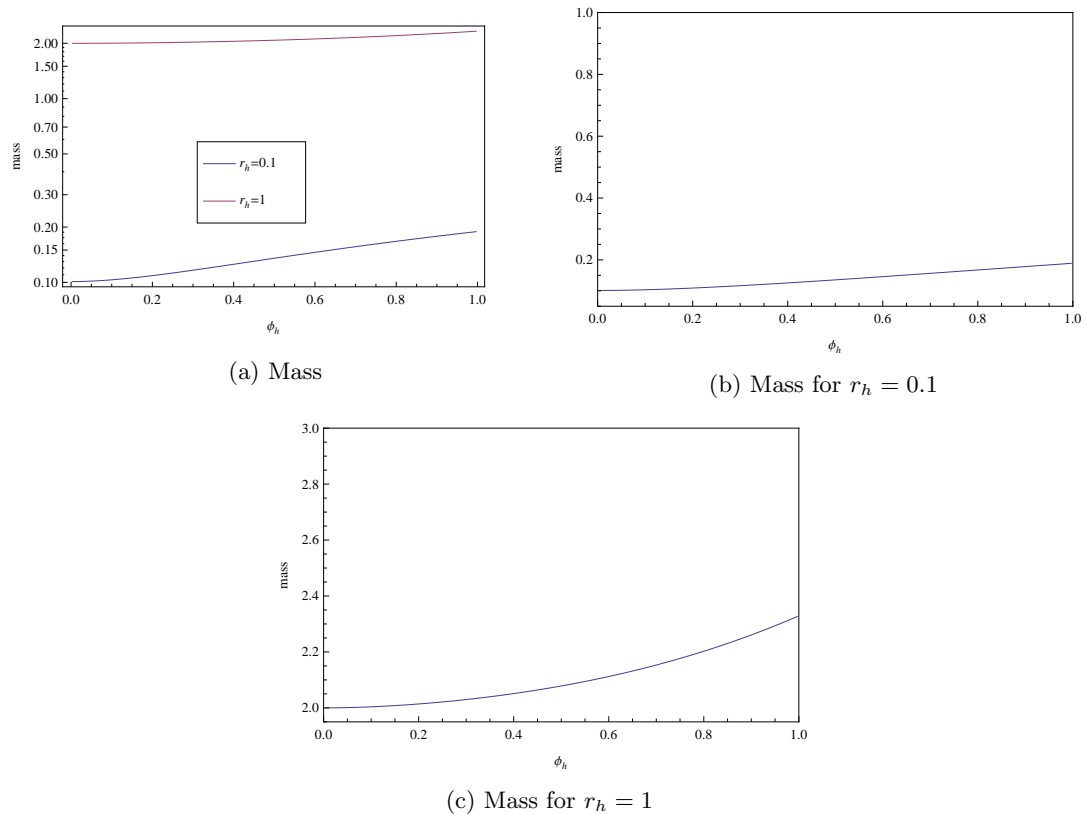 2.00
1.50
1.00
0.70
0.50
0.30
0.20
0.15
0.10
mass
r_h=0.1
r_h=1
0.0 0.2 0.4 0.6 0.8 1.0
ϕ_h
(a) Mass
1.0
0.8
0.6
0.4
0.2
mass
0.0 0.2 0.4 0.6 0.8 1.0
ϕ_h
(b) Mass for r_h = 0.1
3.0
2.8
2.6
2.4
2.2
2.0
mass
0.0 0.2 0.4 0.6 0.8 1.0
ϕ_h
(c) Mass for r_h = 1